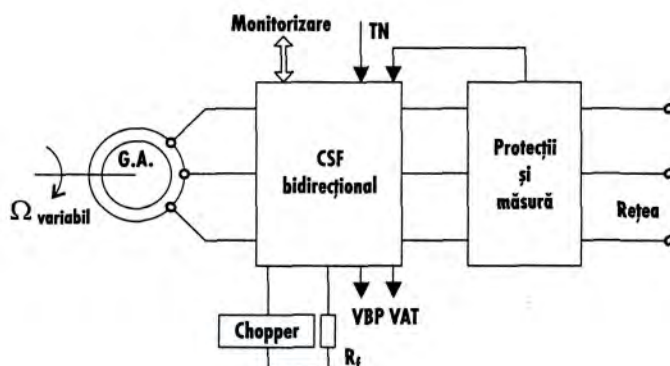 Monitorizare
TN
G.A.
CSF
bidirecțional
Protecții
și
măsură
Ω variabil
Rețea
VBP VAT
Chopper
Rf